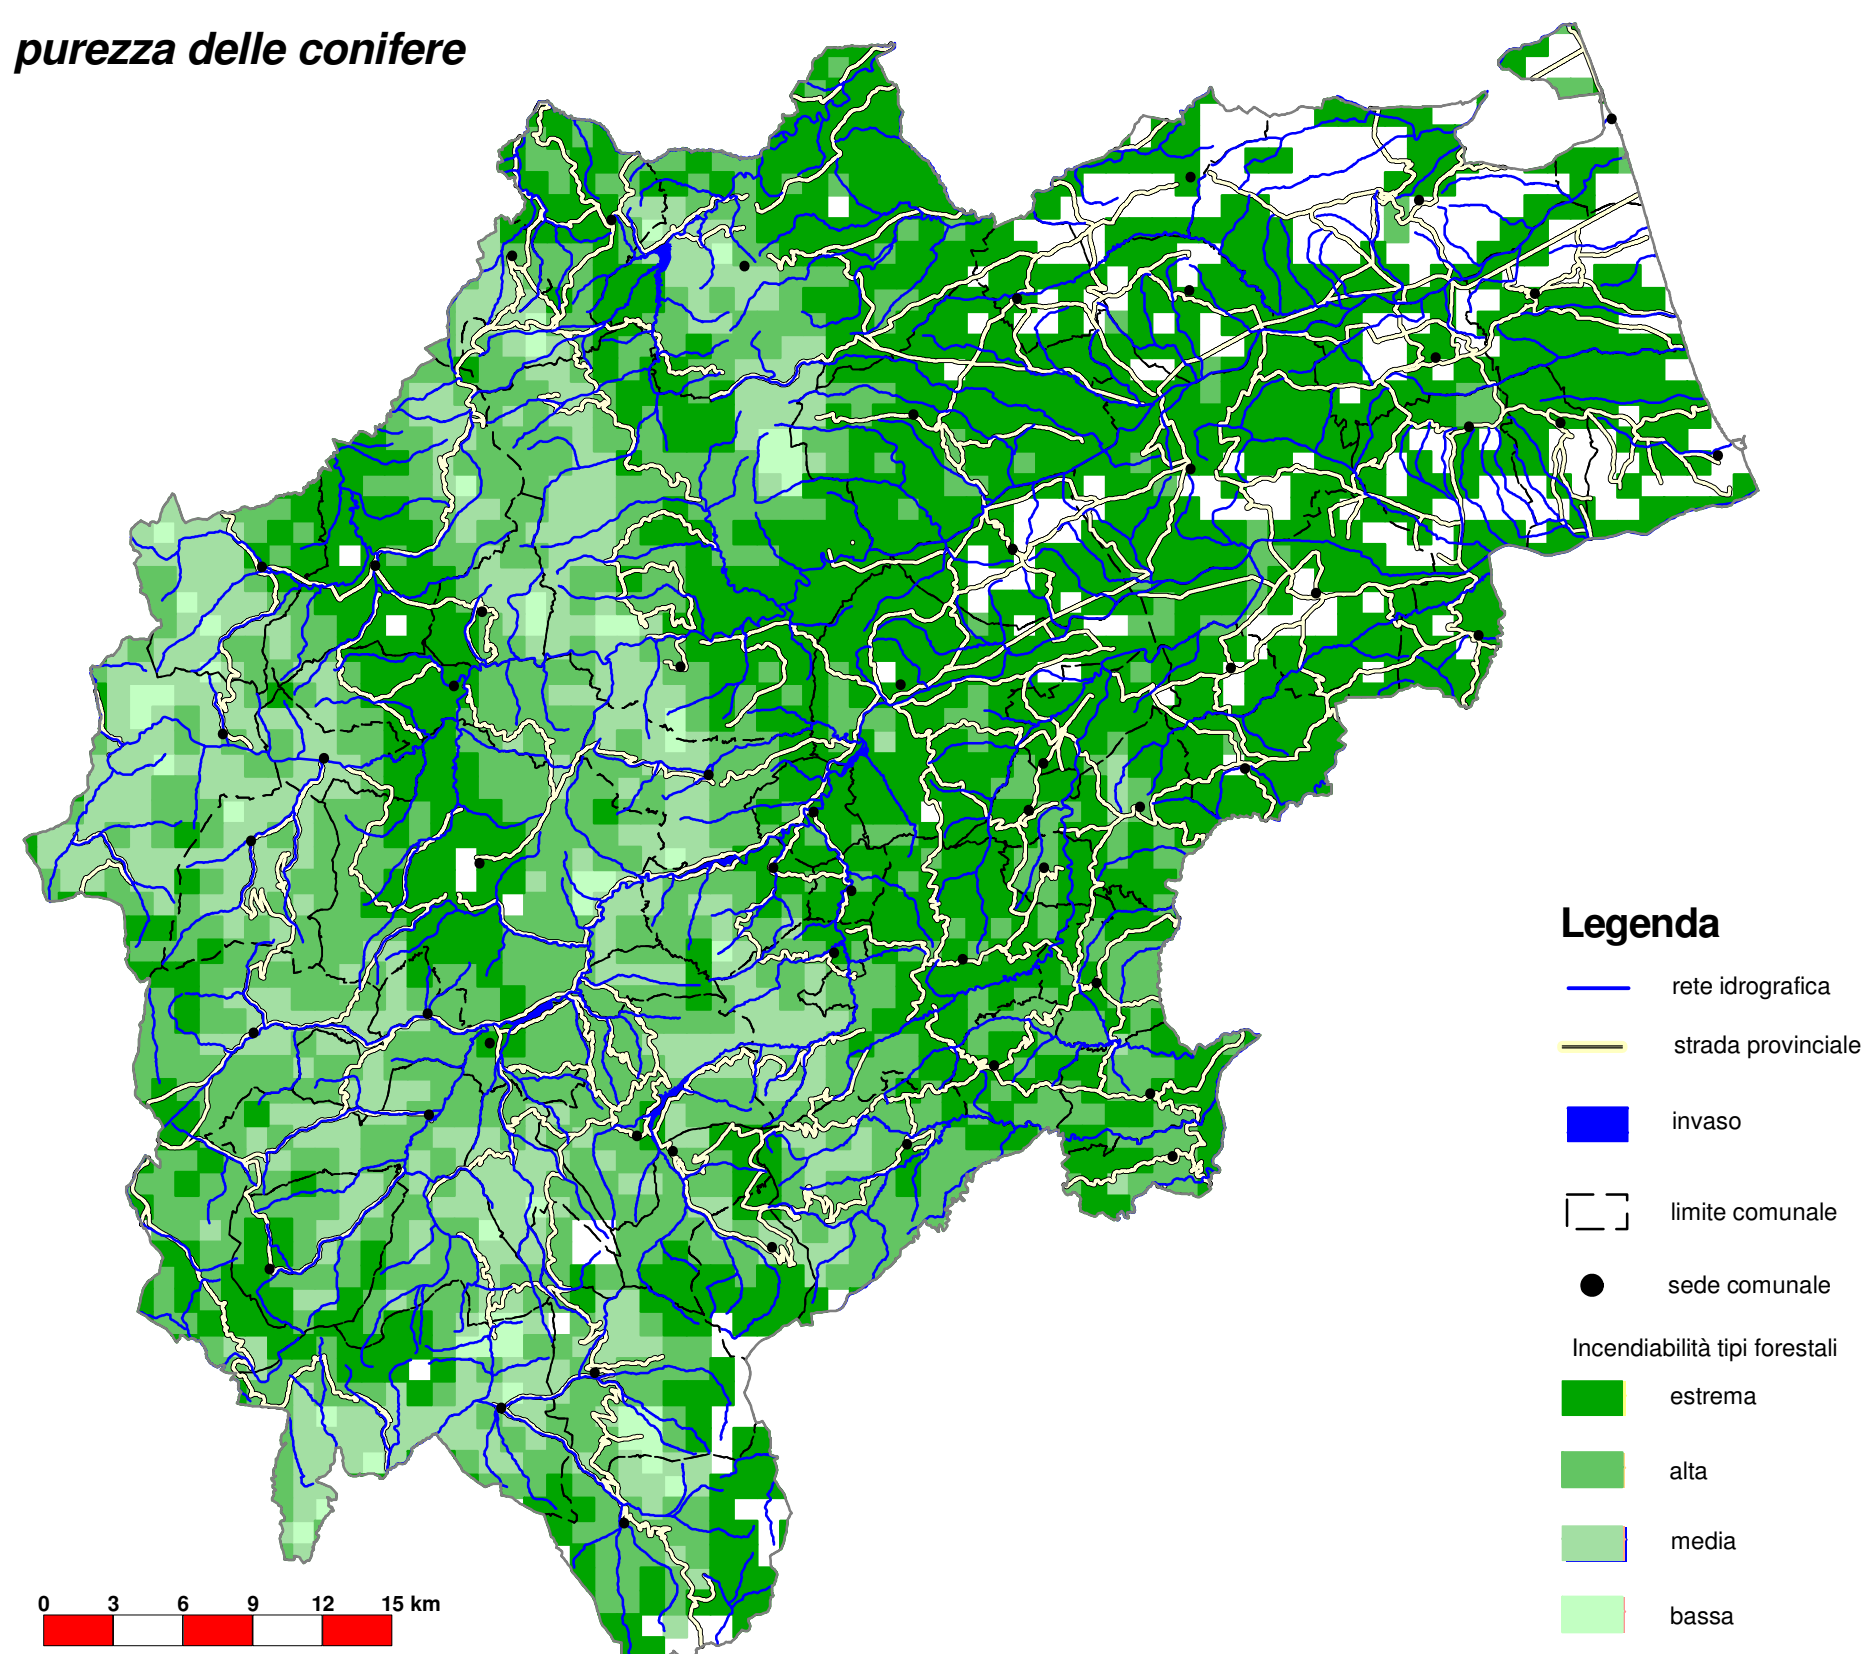 purezza delle conifere
Legenda
rete idrografica
strada provinciale
invaso
limite comunale
sede comunale
Incendiabilità tipi forestali
estrema
alta
media
bassa
0 3 6 9 12 15 km